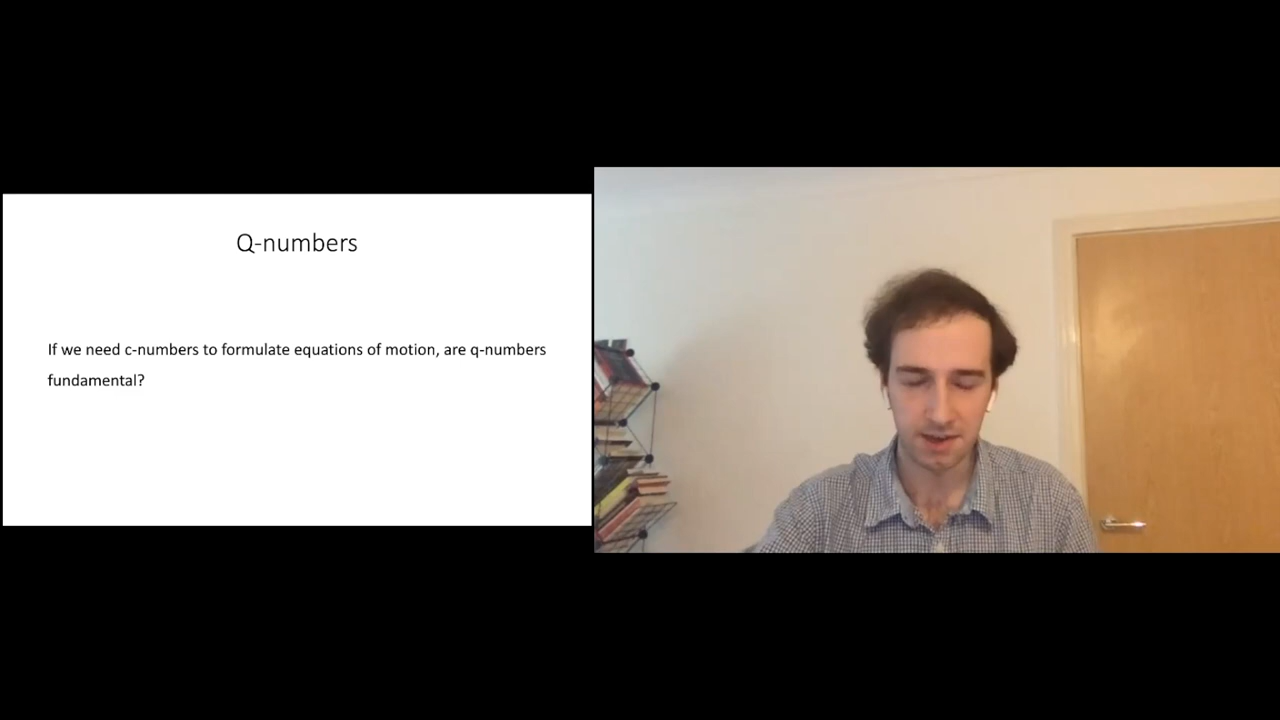 Q-numbers
If we need c-numbers to formulate equations of motion, are q-numbers
fundamental?